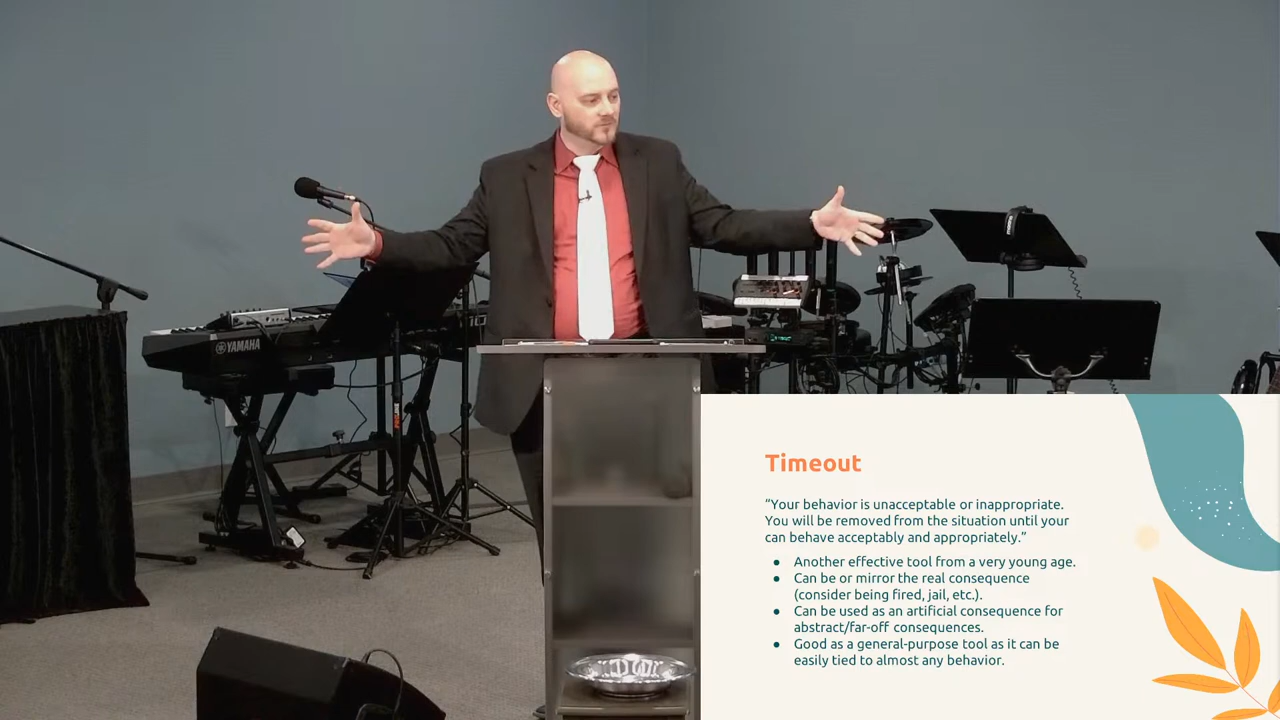 YAMAHA
Timeout
“Your behavior is unacceptable or inappropriate.
You will be removed from the situation until your
can behave acceptably and appropriately.”
● Another effective tool from a very young age.
● Can be or mirror the real consequence
(consider being fired, jail, etc.).
● Can be used as an artificial consequence for
abstract/far-off consequences.
● Good as a general-purpose tool as it can be
easily tied to almost any behavior.